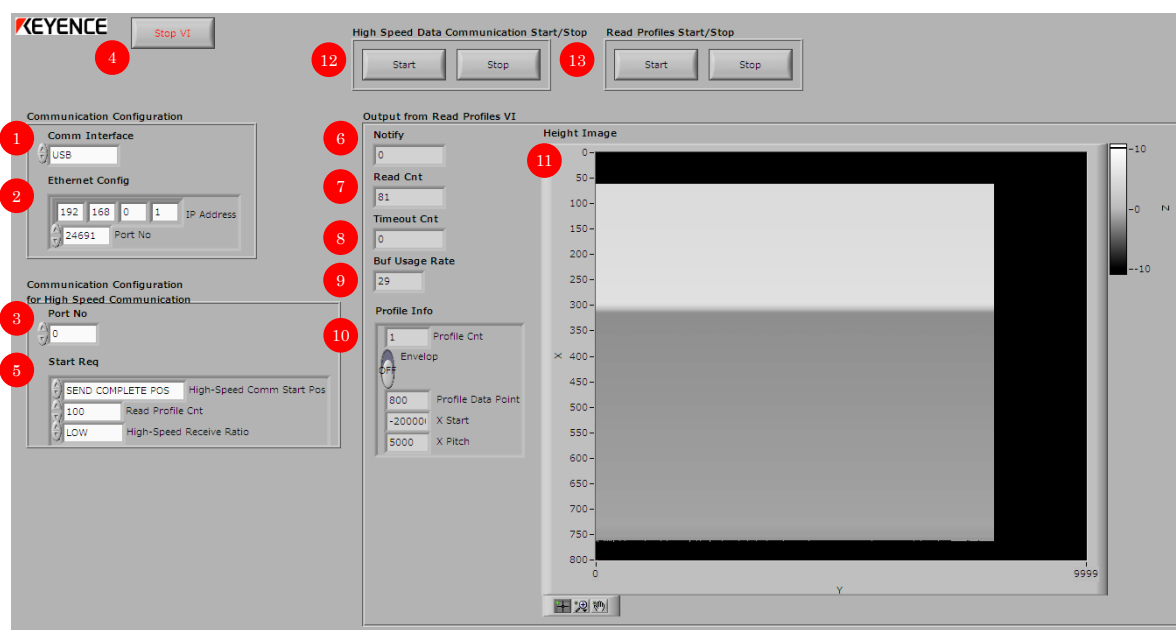 KEYENCE
Stop VI
4
High Speed Data Communication Start/Stop
12
Start
Stop
Read Profiles Start/Stop
13
Start
Stop
Communication Configuration
1
Comm Interface
USB
2
Ethernet Config
192 168 0 1 IP Address
24691 Port No
Communication Configuration
for High Speed Communication
3
Port No
0
5
Start Req
SEND COMPLETE POS High-Speed Comm Start Pos
100 Read Profile Cnt
LOW High-Speed Receive Ratio
Output from Read Profiles VI
6
Notify
0
7
Read Cnt
81
8
Timeout Cnt
0
9
Buf Usage Rate
29
Profile Info
10
1 Profile Cnt
Envelop
OFF
800 Profile Data Point
-20000 X Start
5000 X Pitch
Height Image
11
0
50
100
150
200
250
300
350
X 400
450
500
550
600
650
700
750
800
0
9999
Y
10
0
Z
-10